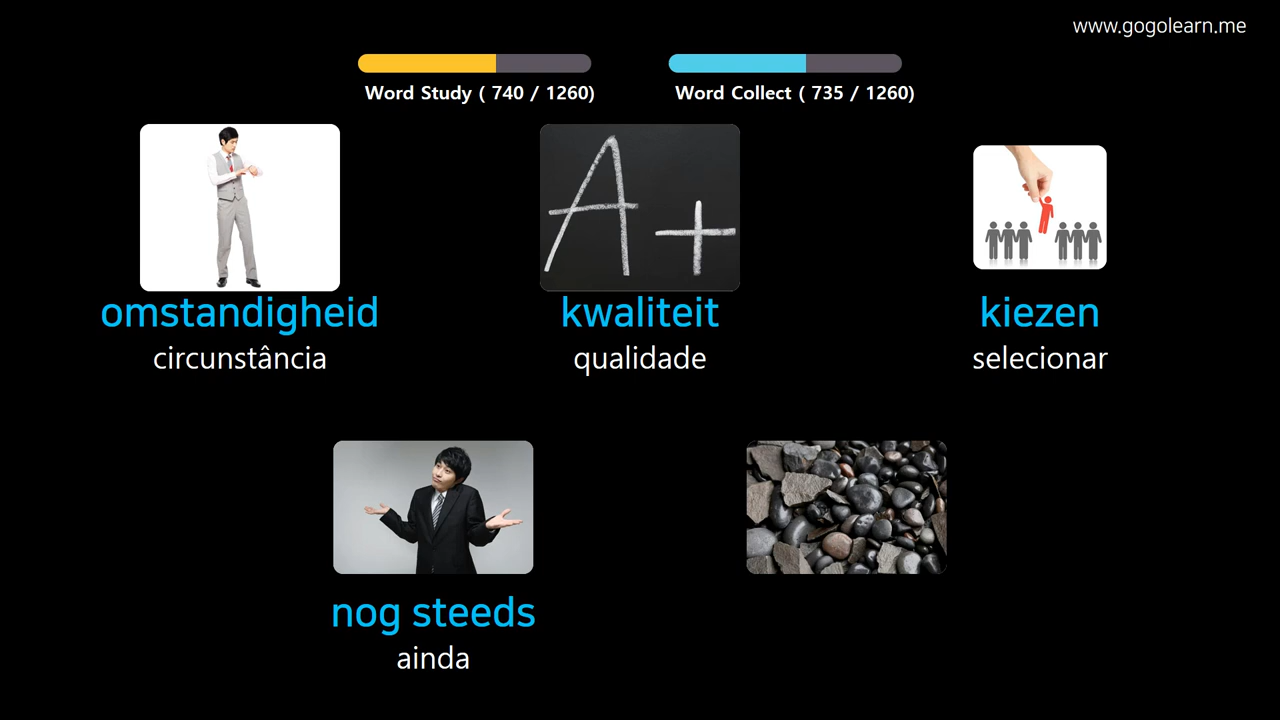 www.gogolearn.me
Word Study ( 740 / 1260)
Word Collect ( 735 / 1260)
A+
omstandigheid
circunstância
kwaliteit
qualidade
kiezen
selecionar
nog steeds
ainda